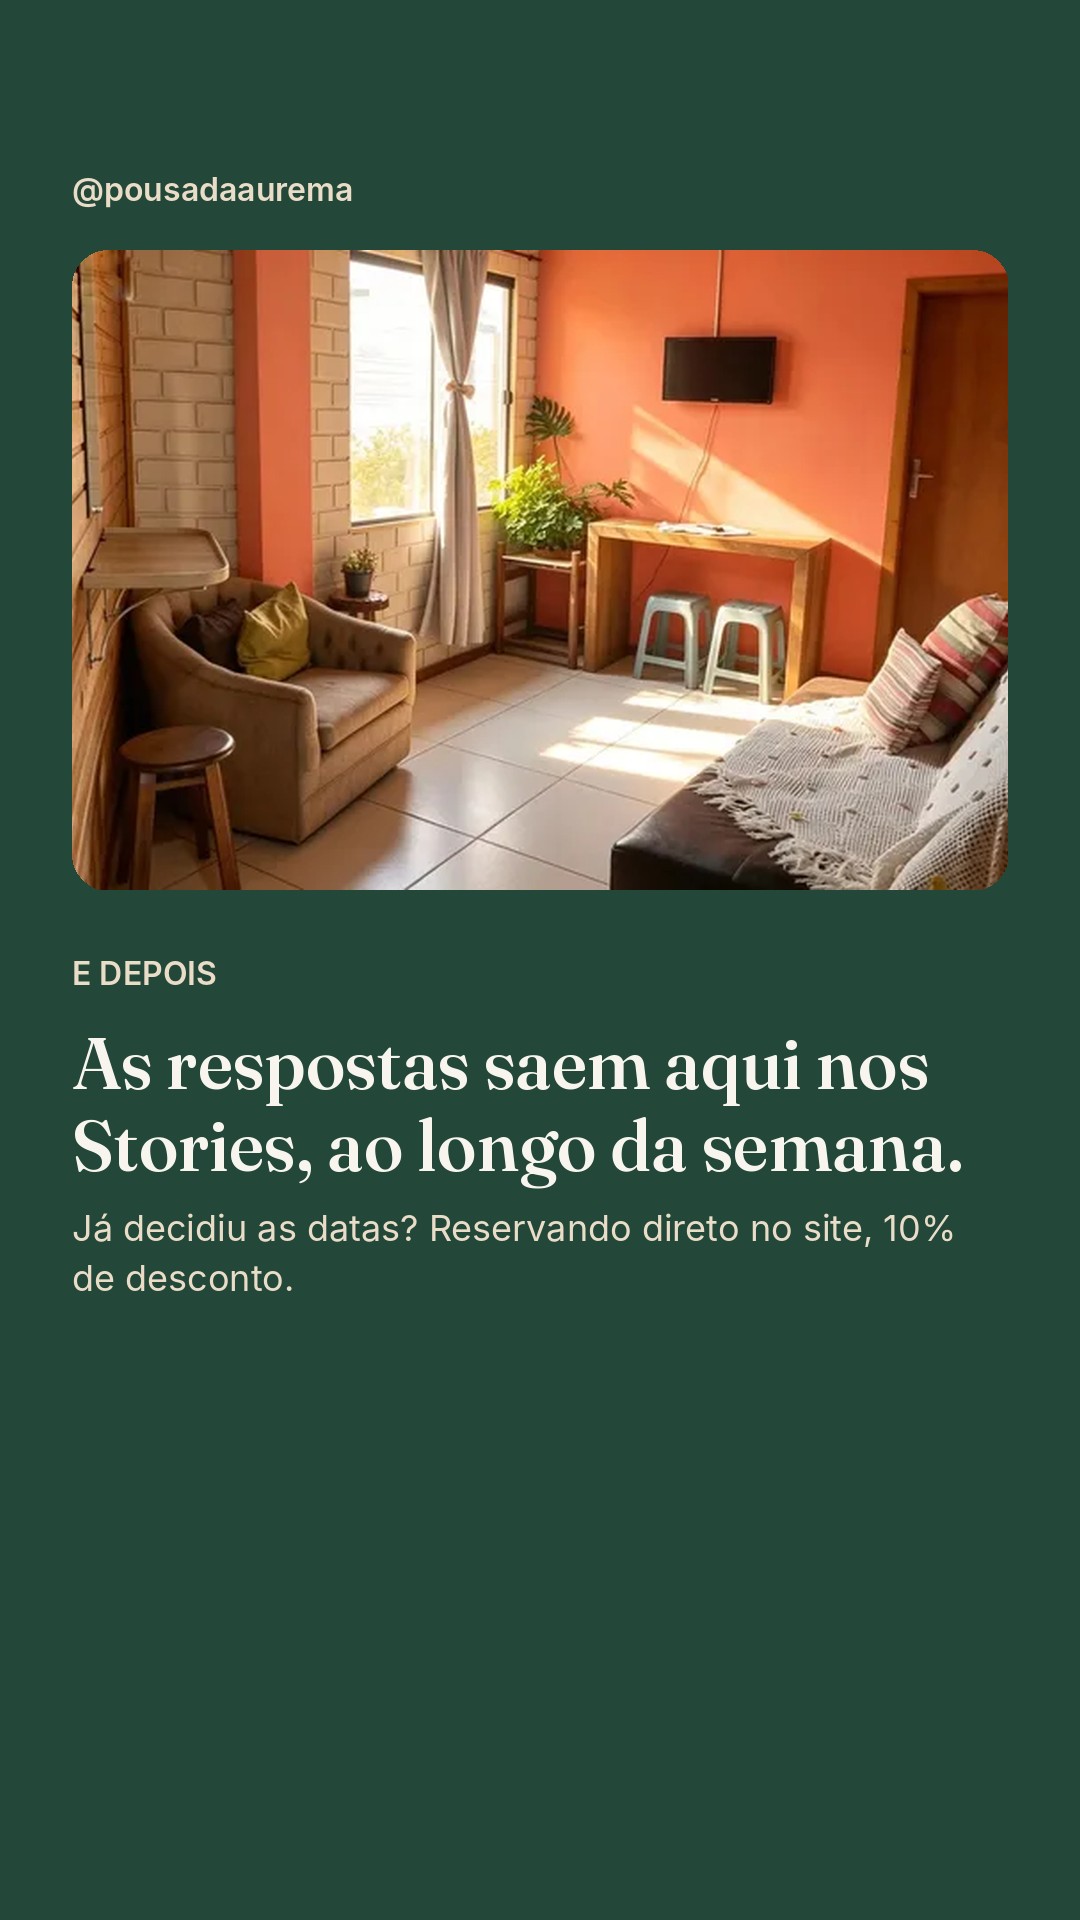 @pousadaaurema
E DEPOIS
As respostas saem aqui nos
Stories, ao longo da semana.
Já decidiu as datas? Reservando direto no site, 10%
de desconto.